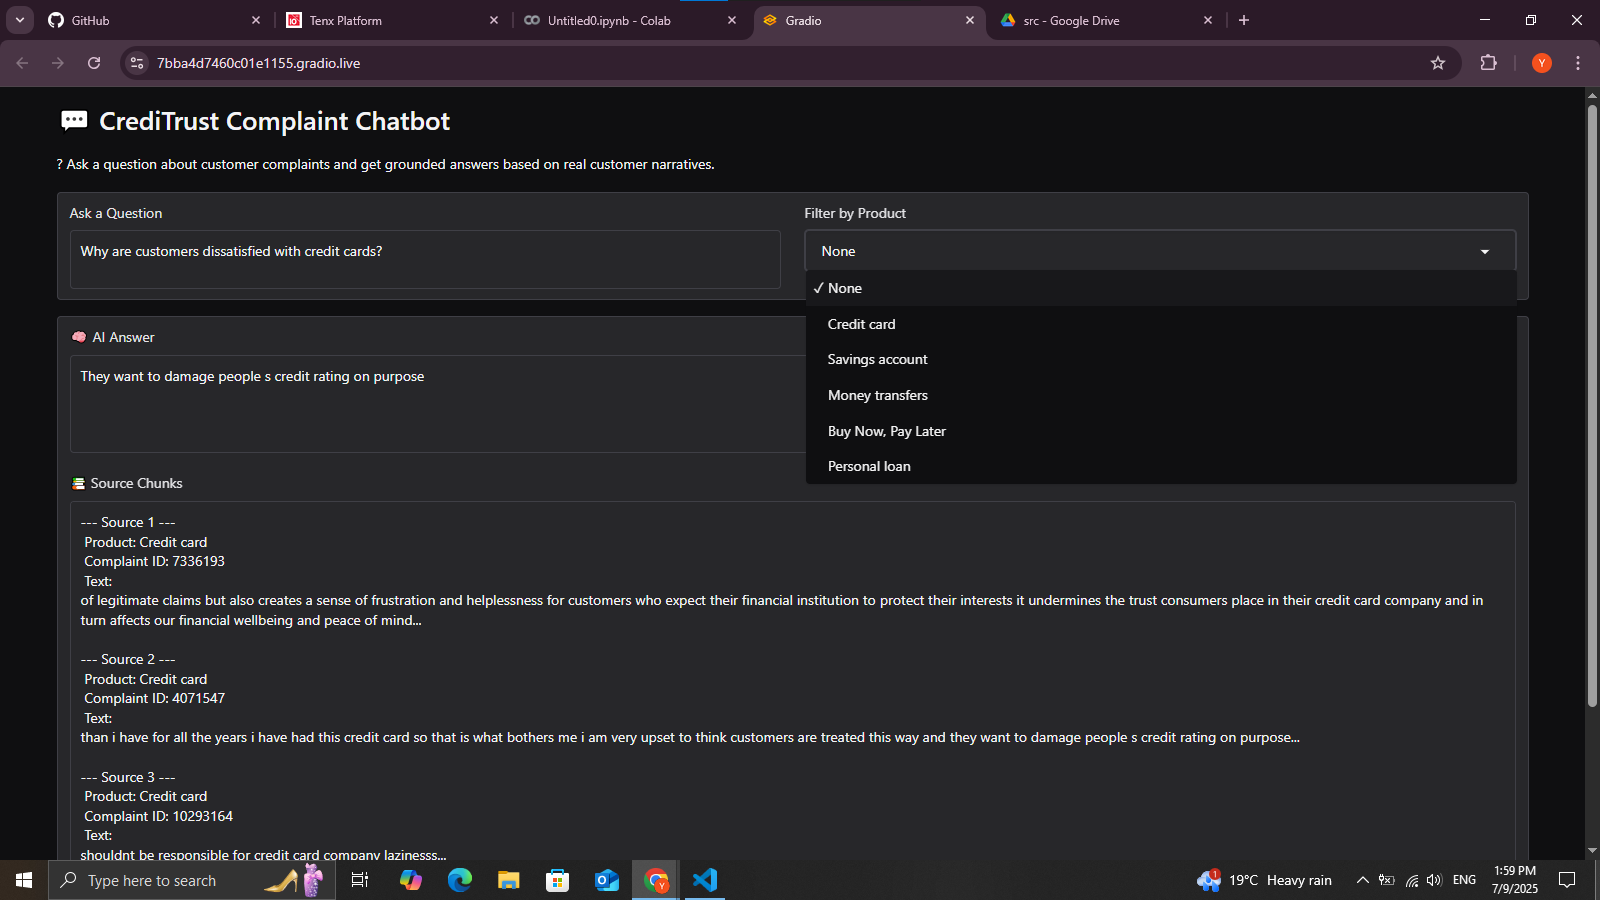 GitHub
Tenx Platform
Untitled0.ipynb - Colab
Gradio
src - Google Drive
7bba4d7460c01e1155.gradio.live
Y
CrediTrust Complaint Chatbot
? Ask a question about customer complaints and get grounded answers based on real customer narratives.
Ask a Question
Why are customers dissatisfied with credit cards?
Filter by Product
None
✓ None
Credit card
Savings account
Money transfers
Buy Now, Pay Later
Personal loan
AI Answer
They want to damage people s credit rating on purpose
Source Chunks
--- Source 1 ---
Product: Credit card
Complaint ID: 7336193
Text:
of legitimate claims but also creates a sense of frustration and helplessness for customers who expect their financial institution to protect their interests it undermines the trust consumers place in their credit card company and in
turn affects our financial wellbeing and peace of mind...
--- Source 2 ---
Product: Credit card
Complaint ID: 4071547
Text:
than i have for all the years i have had this credit card so that is what bothers me i am very upset to think customers are treated this way and they want to damage people s credit rating on purpose...
--- Source 3 ---
Product: Credit card
Complaint ID: 10293164
Text:
shouldnt be responsible for credit card company lazinesss...
Type here to search
1
19°C Heavy rain
ENG
1:59 PM
7/9/2025